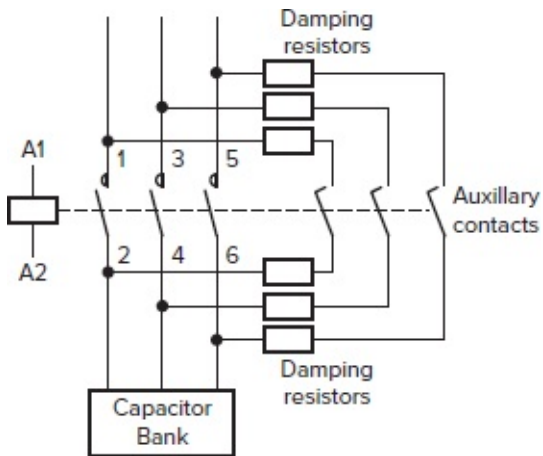 Damping
resistors
A1
1
3
5
Auxillary
contacts
A2
2
4
6
Damping
resistors
Capacitor
Bank